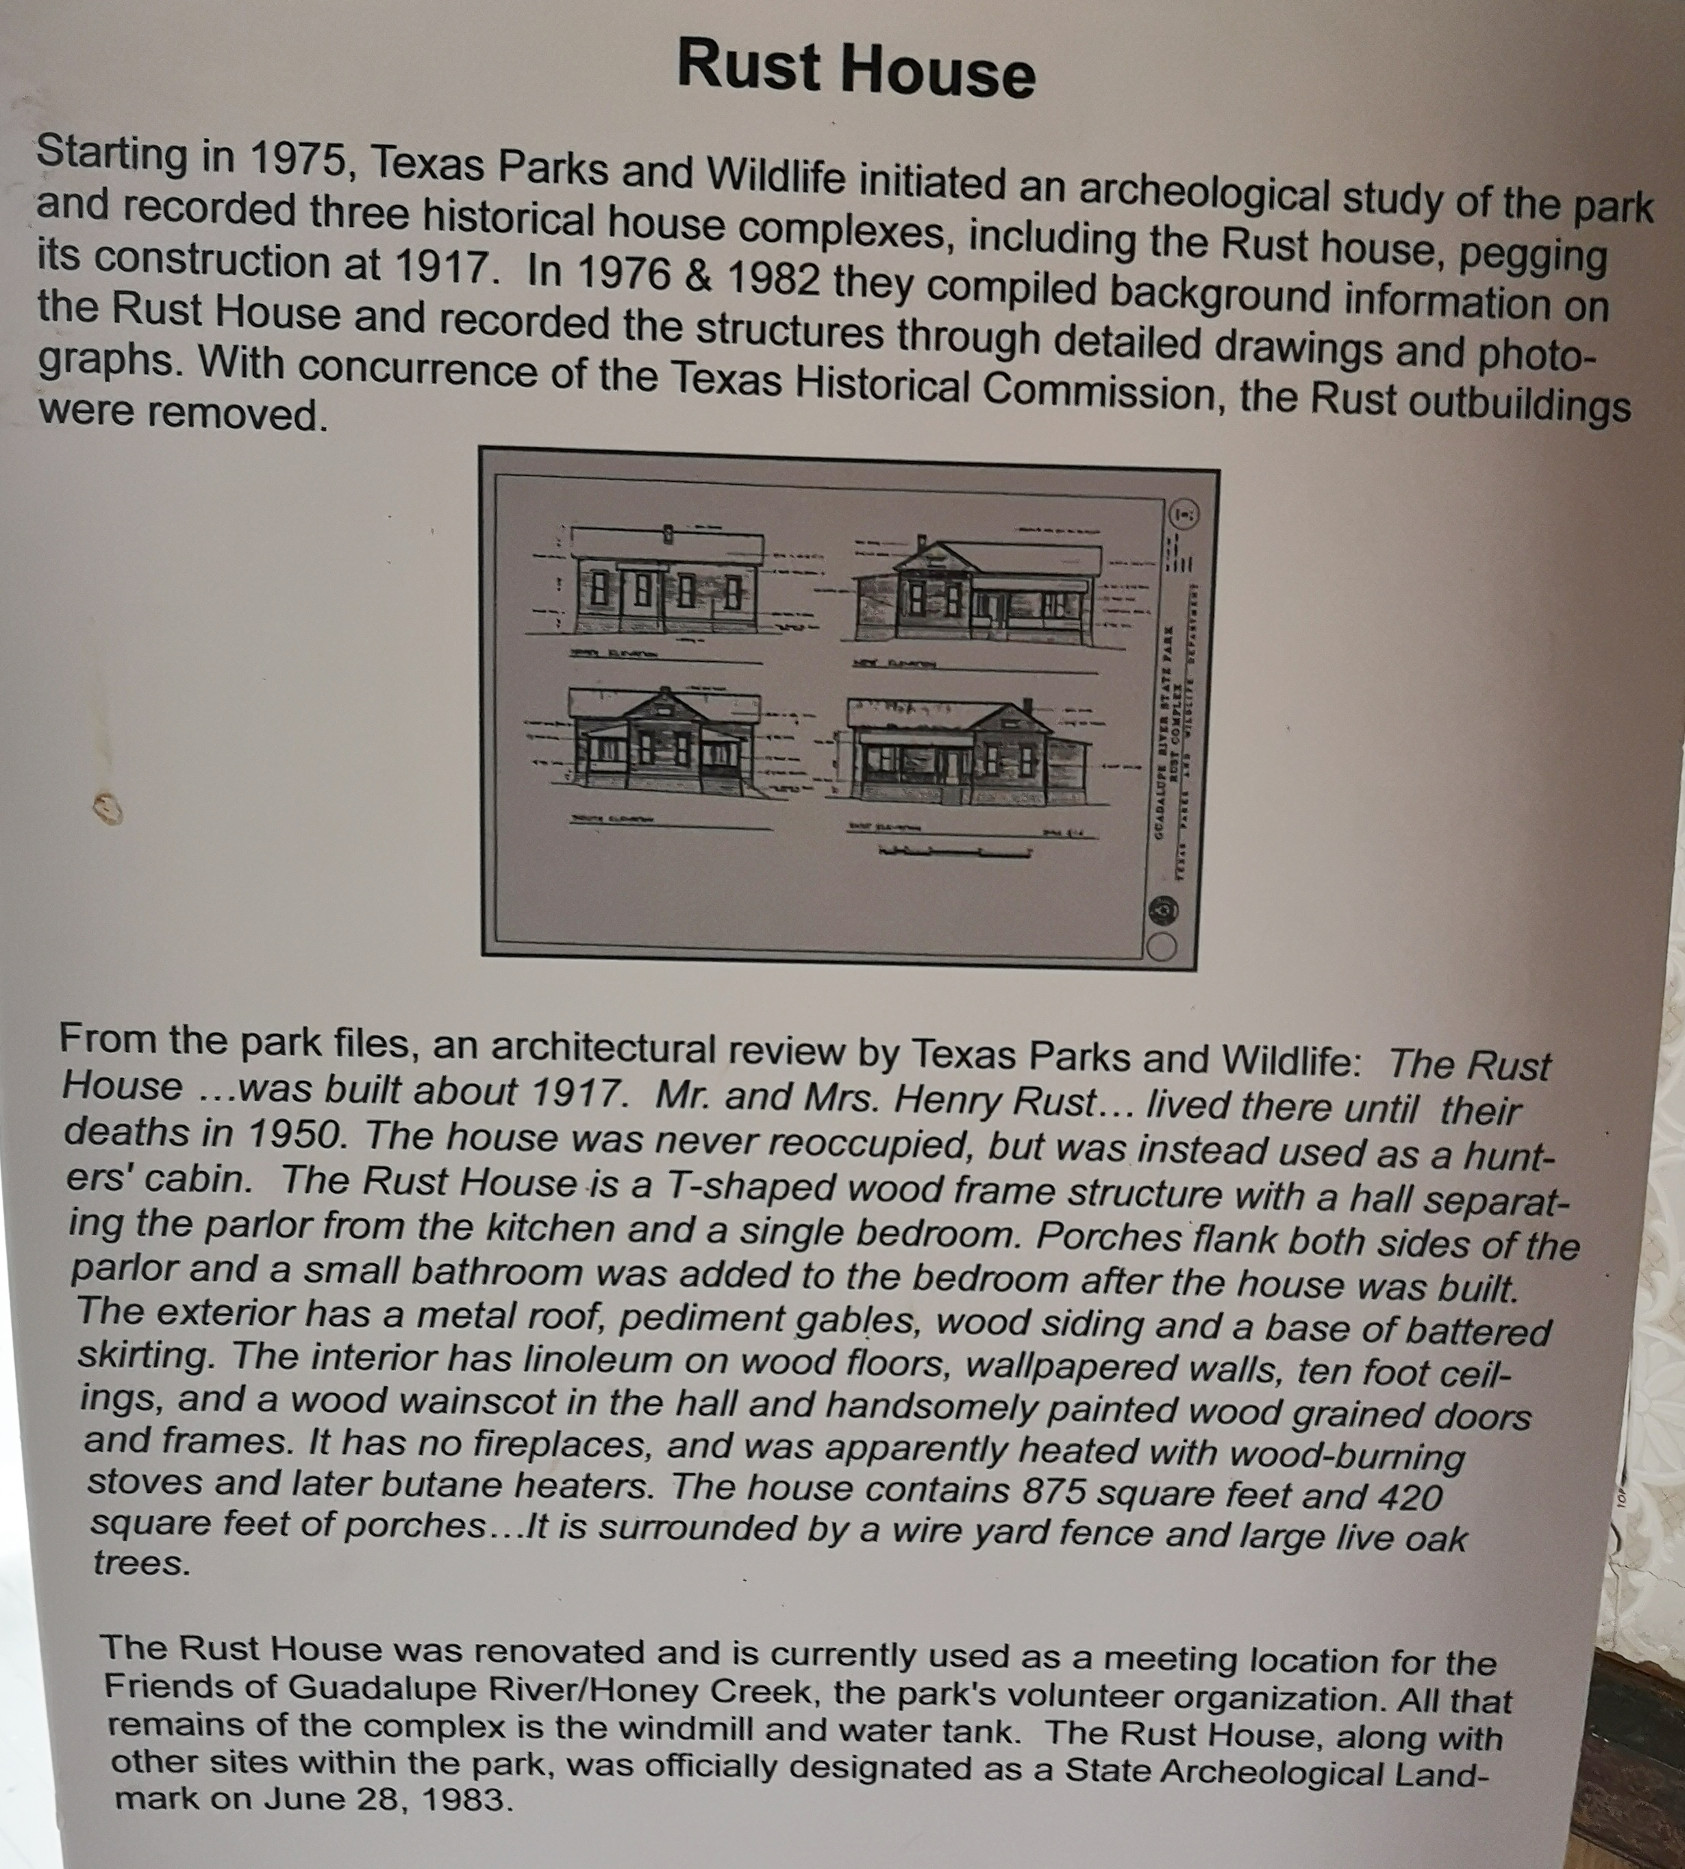 Rust House
Starting in 1975, Texas Parks and Wildlife initiated an archeological study of the park
and recorded three historical house complexes, including the Rust house, pegging
its construction at 1917. In 1976 & 1982 they compiled background information on
the Rust House and recorded the structures through detailed drawings and photo-
graphs. With concurrence of the Texas Historical Commission, the Rust outbuildings
were removed.
SOUTH ELEVATION
GUADALUPE RIVER STATE PARK
RUST COMPLEX
TEXAS PARKS AND WILDLIFE DEPARTMENT
From the park files, an architectural review by Texas Parks and Wildlife: The Rust
House ...was built about 1917. Mr. and Mrs. Henry Rust... lived there until their
deaths in 1950. The house was never reoccupied, but was instead used as a hunt-
ers' cabin. The Rust House is a T-shaped wood frame structure with a hall separat-
ing the parlor from the kitchen and a single bedroom. Porches flank both sides of the
parlor and a small bathroom was added to the bedroom after the house was built.
The exterior has a metal roof, pediment gables, wood siding and a base of battered
skirting. The interior has linoleum on wood floors, wallpapered walls, ten foot ceil-
ings, and a wood wainscot in the hall and handsomely painted wood grained doors
and frames. It has no fireplaces, and was apparently heated with wood-burning
stoves and later butane heaters. The house contains 875 square feet and 420
square feet of porches...It is surrounded by a wire yard fence and large live oak
trees.
The Rust House was renovated and is currently used as a meeting location for the
Friends of Guadalupe River/Honey Creek, the park's volunteer organization. All that
remains of the complex is the windmill and water tank. The Rust House, along with
other sites within the park, was officially designated as a State Archeological Land-
mark on June 28, 1983.
TOP